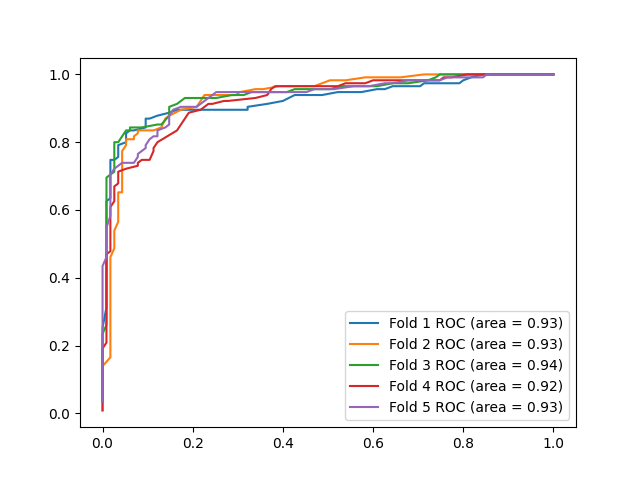 1.0
0.8
0.6
0.4
0.2
0.0
0.0 0.2 0.4 0.6 0.8 1.0
Fold 1 ROC (area = 0.93)
Fold 2 ROC (area = 0.93)
Fold 3 ROC (area = 0.94)
Fold 4 ROC (area = 0.92)
Fold 5 ROC (area = 0.93)